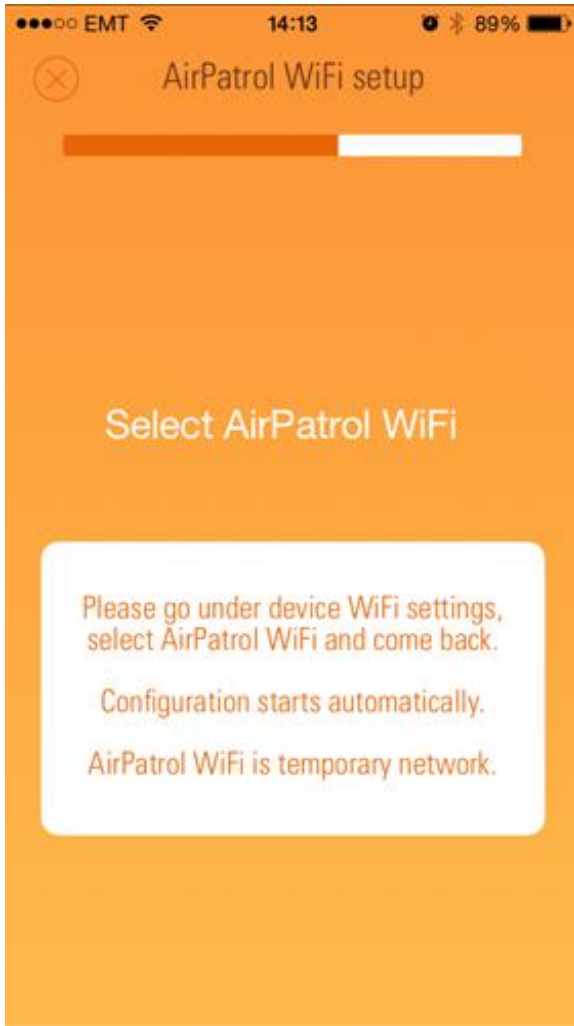 EMT 14:13 89%
AirPatrol WiFi setup
Select AirPatrol WiFi
Please go under device WiFi settings,
select AirPatrol WiFi and come back.
Configuration starts automatically.
AirPatrol WiFi is temporary network.